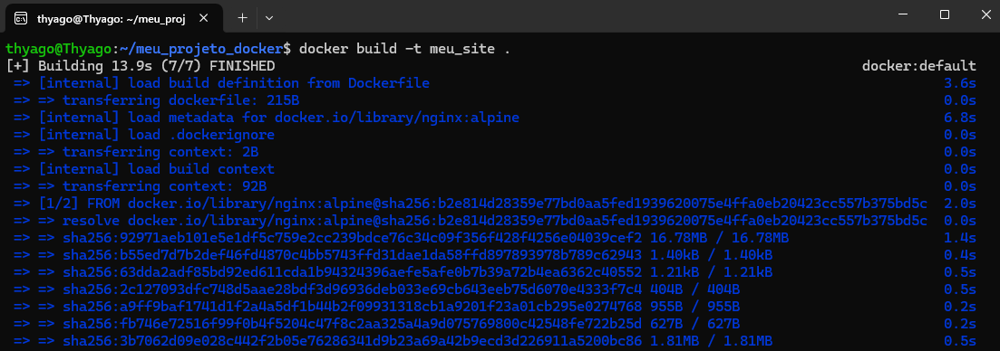 thyago@Thyago: ~/meu_proj
thyago@Thyago:~/meu_projeto_docker$ docker build -t meu_site .
[+] Building 13.9s (7/7) FINISHED docker:default
=> [internal] load build definition from Dockerfile 3.6s
=> => transferring dockerfile: 215B 0.0s
=> [internal] load metadata for docker.io/library/nginx:alpine 6.8s
=> [internal] load .dockerignore 0.0s
=> => transferring context: 2B 0.0s
=> [internal] load build context 0.0s
=> => transferring context: 92B 0.0s
=> [1/2] FROM docker.io/library/nginx:alpine@sha256:b2e814d28359e77bd0aa5fed1939620075e4ffa0eb20423cc557b375bd5c 2.0s
=> => resolve docker.io/library/nginx:alpine@sha256:b2e814d28359e77bd0aa5fed1939620075e4ffa0eb20423cc557b375bd5c 0.0s
=> => sha256:92971aeb101e5e1df5c759e2cc239bdce76c34c09f356f428f4256e04039cef2 16.78MB / 16.78MB 1.4s
=> => sha256:b55ed7d7b2def46fd4870c4bb5743ffd31dae1da58ffd897893978b789c62943 1.40kB / 1.40kB 0.4s
=> => sha256:63dda2adf85bd92ed611cda1b94324396aefe5afe0b7b39a72b4ea6362c40552 1.21kB / 1.21kB 0.5s
=> => sha256:2c127093dfc748d5aae28bdf3d96936deb033e69cb643eeb75d6070e4333f7c4 404B / 404B 0.5s
=> => sha256:a9ff9baf1741d1f2a4a5df1b44b2f09931318cb1a9201f23a01cb295e0274768 955B / 955B 0.2s
=> => sha256:fb746e72516f99f0b4f5204c47f8c2aa325a4a9d075769800c42548fe722b25d 627B / 627B 0.2s
=> => sha256:3b7062d09e028c442f2b05e76286341d9b23a69a42b9ecd3d226911a5200bc86 1.81MB / 1.81MB 0.5s